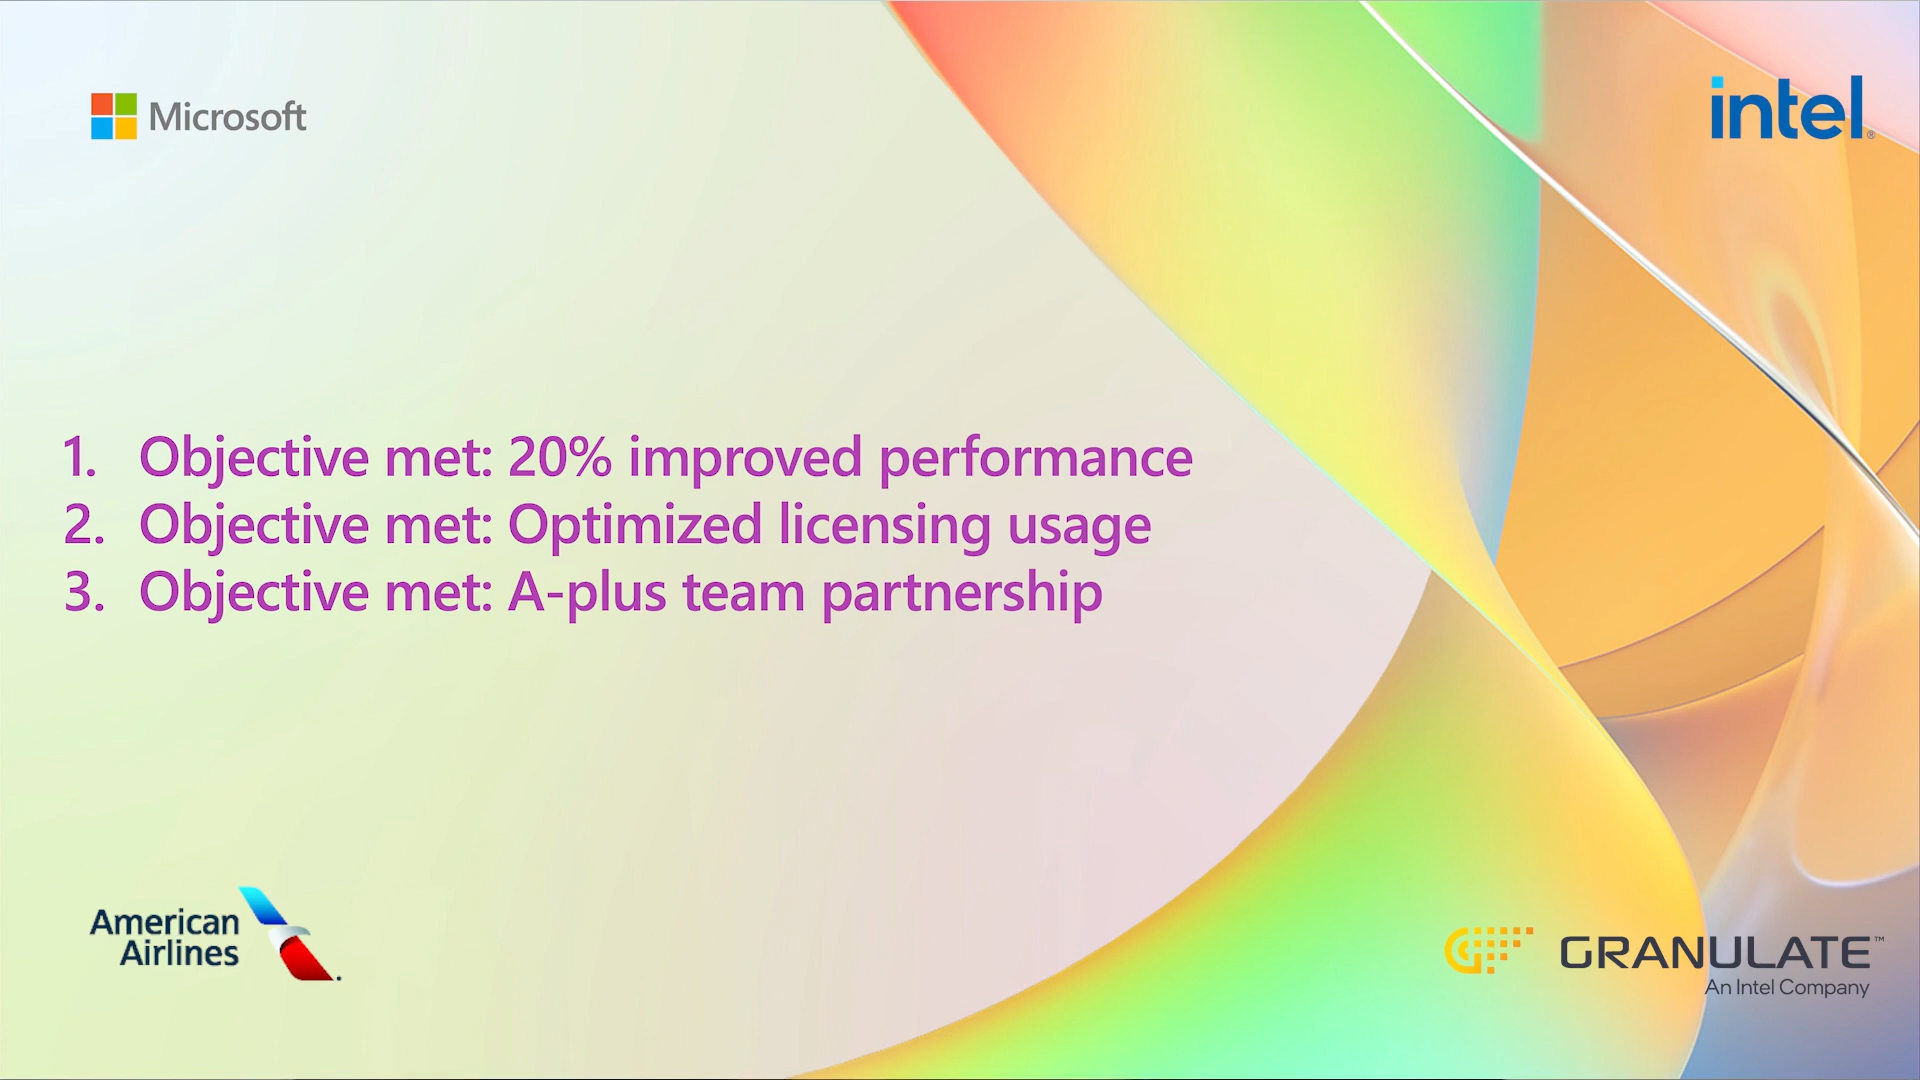 Microsoft
intel®
1. Objective met: 20% improved performance
2. Objective met: Optimized licensing usage
3. Objective met: A-plus team partnership
American
Airlines
GRANULATE™
An Intel Company